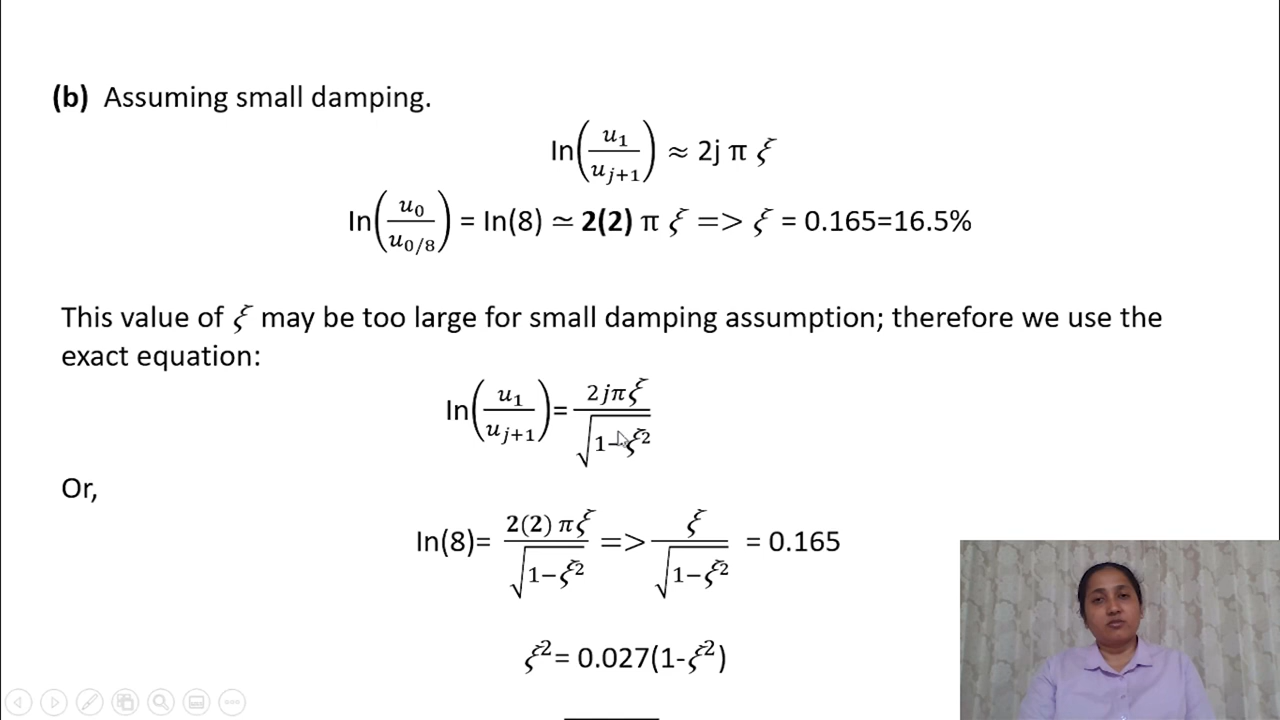 (b) Assuming small damping.
ln(u₁/uⱼ₊₁) ≈ 2j π ξ
ln(u₀/u₀/₈) = ln(8) ≃ 2(2) π ξ => ξ = 0.165=16.5%
This value of ξ may be too large for small damping assumption; therefore we use the
exact equation:
ln(u₁/uⱼ₊₁)= 2jπξ/√(1−ξ²)
Or,
ln(8)= 2(2) πξ/√(1−ξ²) => ξ/√(1−ξ²) = 0.165
ξ²= 0.027(1-ξ²)